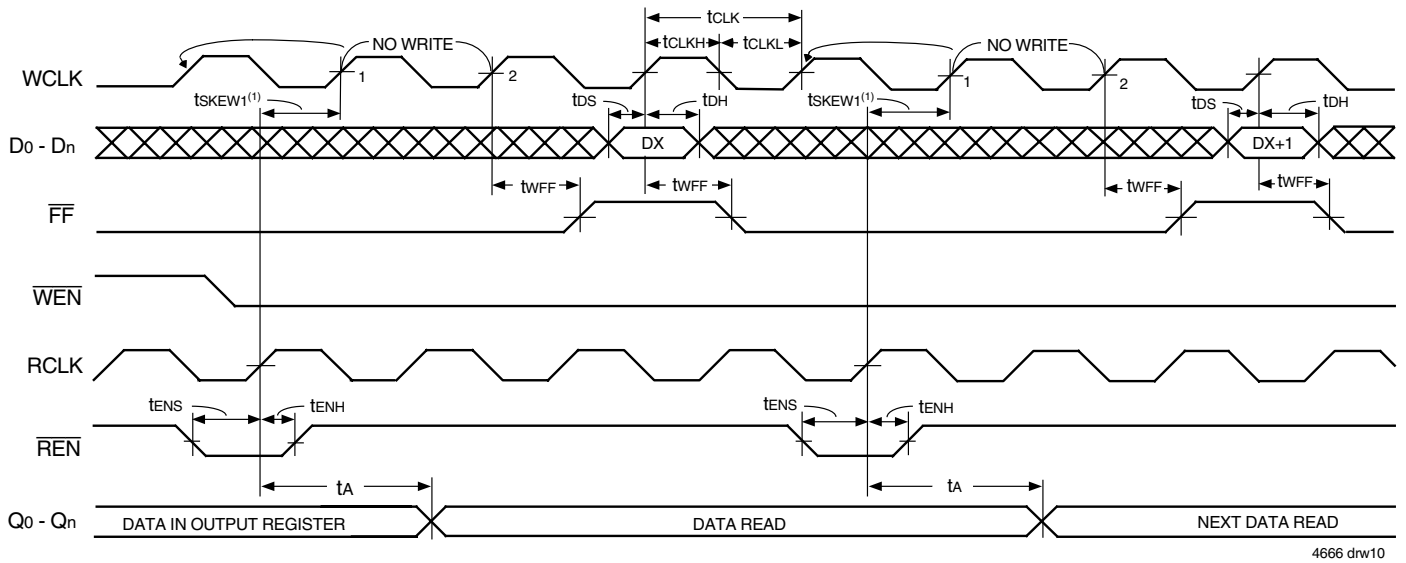 tCLK
NO WRITE
tCLKH
tCLKL
NO WRITE
WCLK
1
2
1
2
tSKEW1(1)
tDS
tDH
tSKEW1(1)
tDS
tDH
D0 - Dn
DX
DX+1
tWFF
tWFF
tWFF
tWFF
FF
WEN
RCLK
tENS
tENH
tENS
tENH
REN
tA
tA
Q0 - Qn
DATA IN OUTPUT REGISTER
DATA READ
NEXT DATA READ
4666 drw10